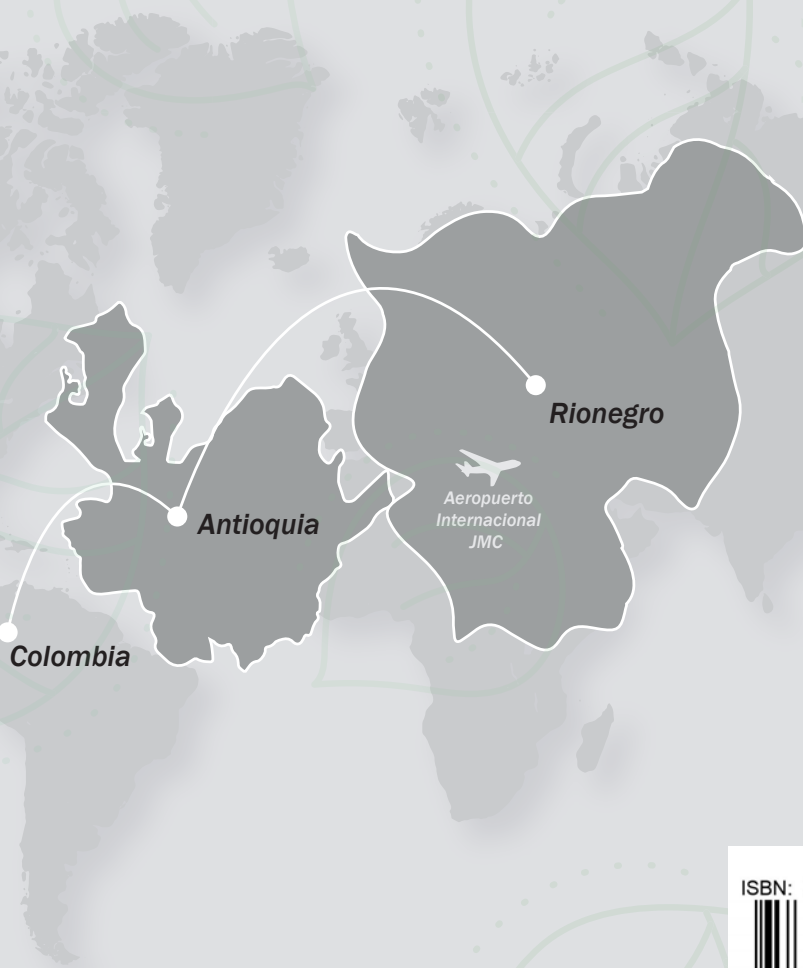 Rionegro
Aeropuerto
Internacional
JMC
Antioquia
Colombia
ISBN: